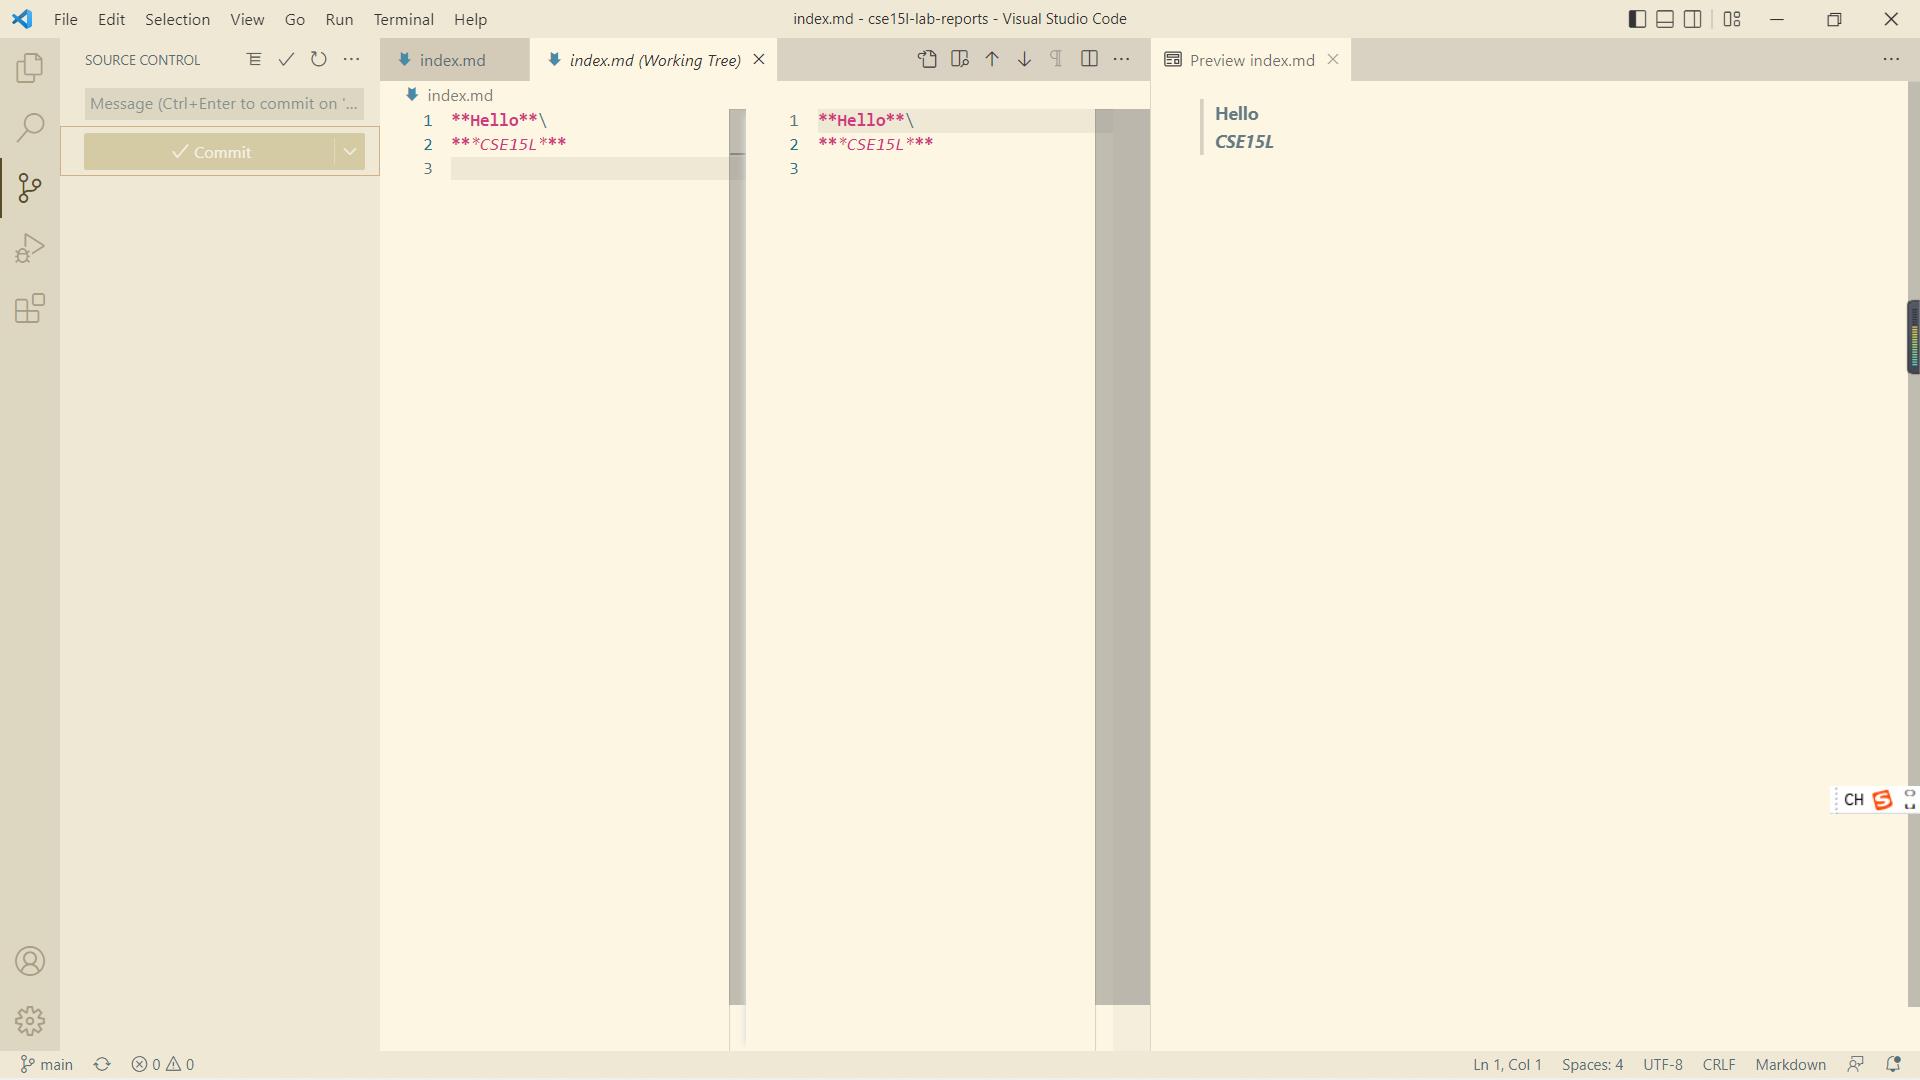 File Edit Selection View Go Run Terminal Help
index.md - cse15l-lab-reports - Visual Studio Code
SOURCE CONTROL
index.md
index.md (Working Tree)
Preview index.md
Message (Ctrl+Enter to commit on '...
Commit
index.md
1 **Hello**\
2 ***CSE15L***
3
1 **Hello**\
2 ***CSE15L***
3
Hello
CSE15L
CH
main
0 0
Ln 1, Col 1 Spaces: 4 UTF-8 CRLF Markdown